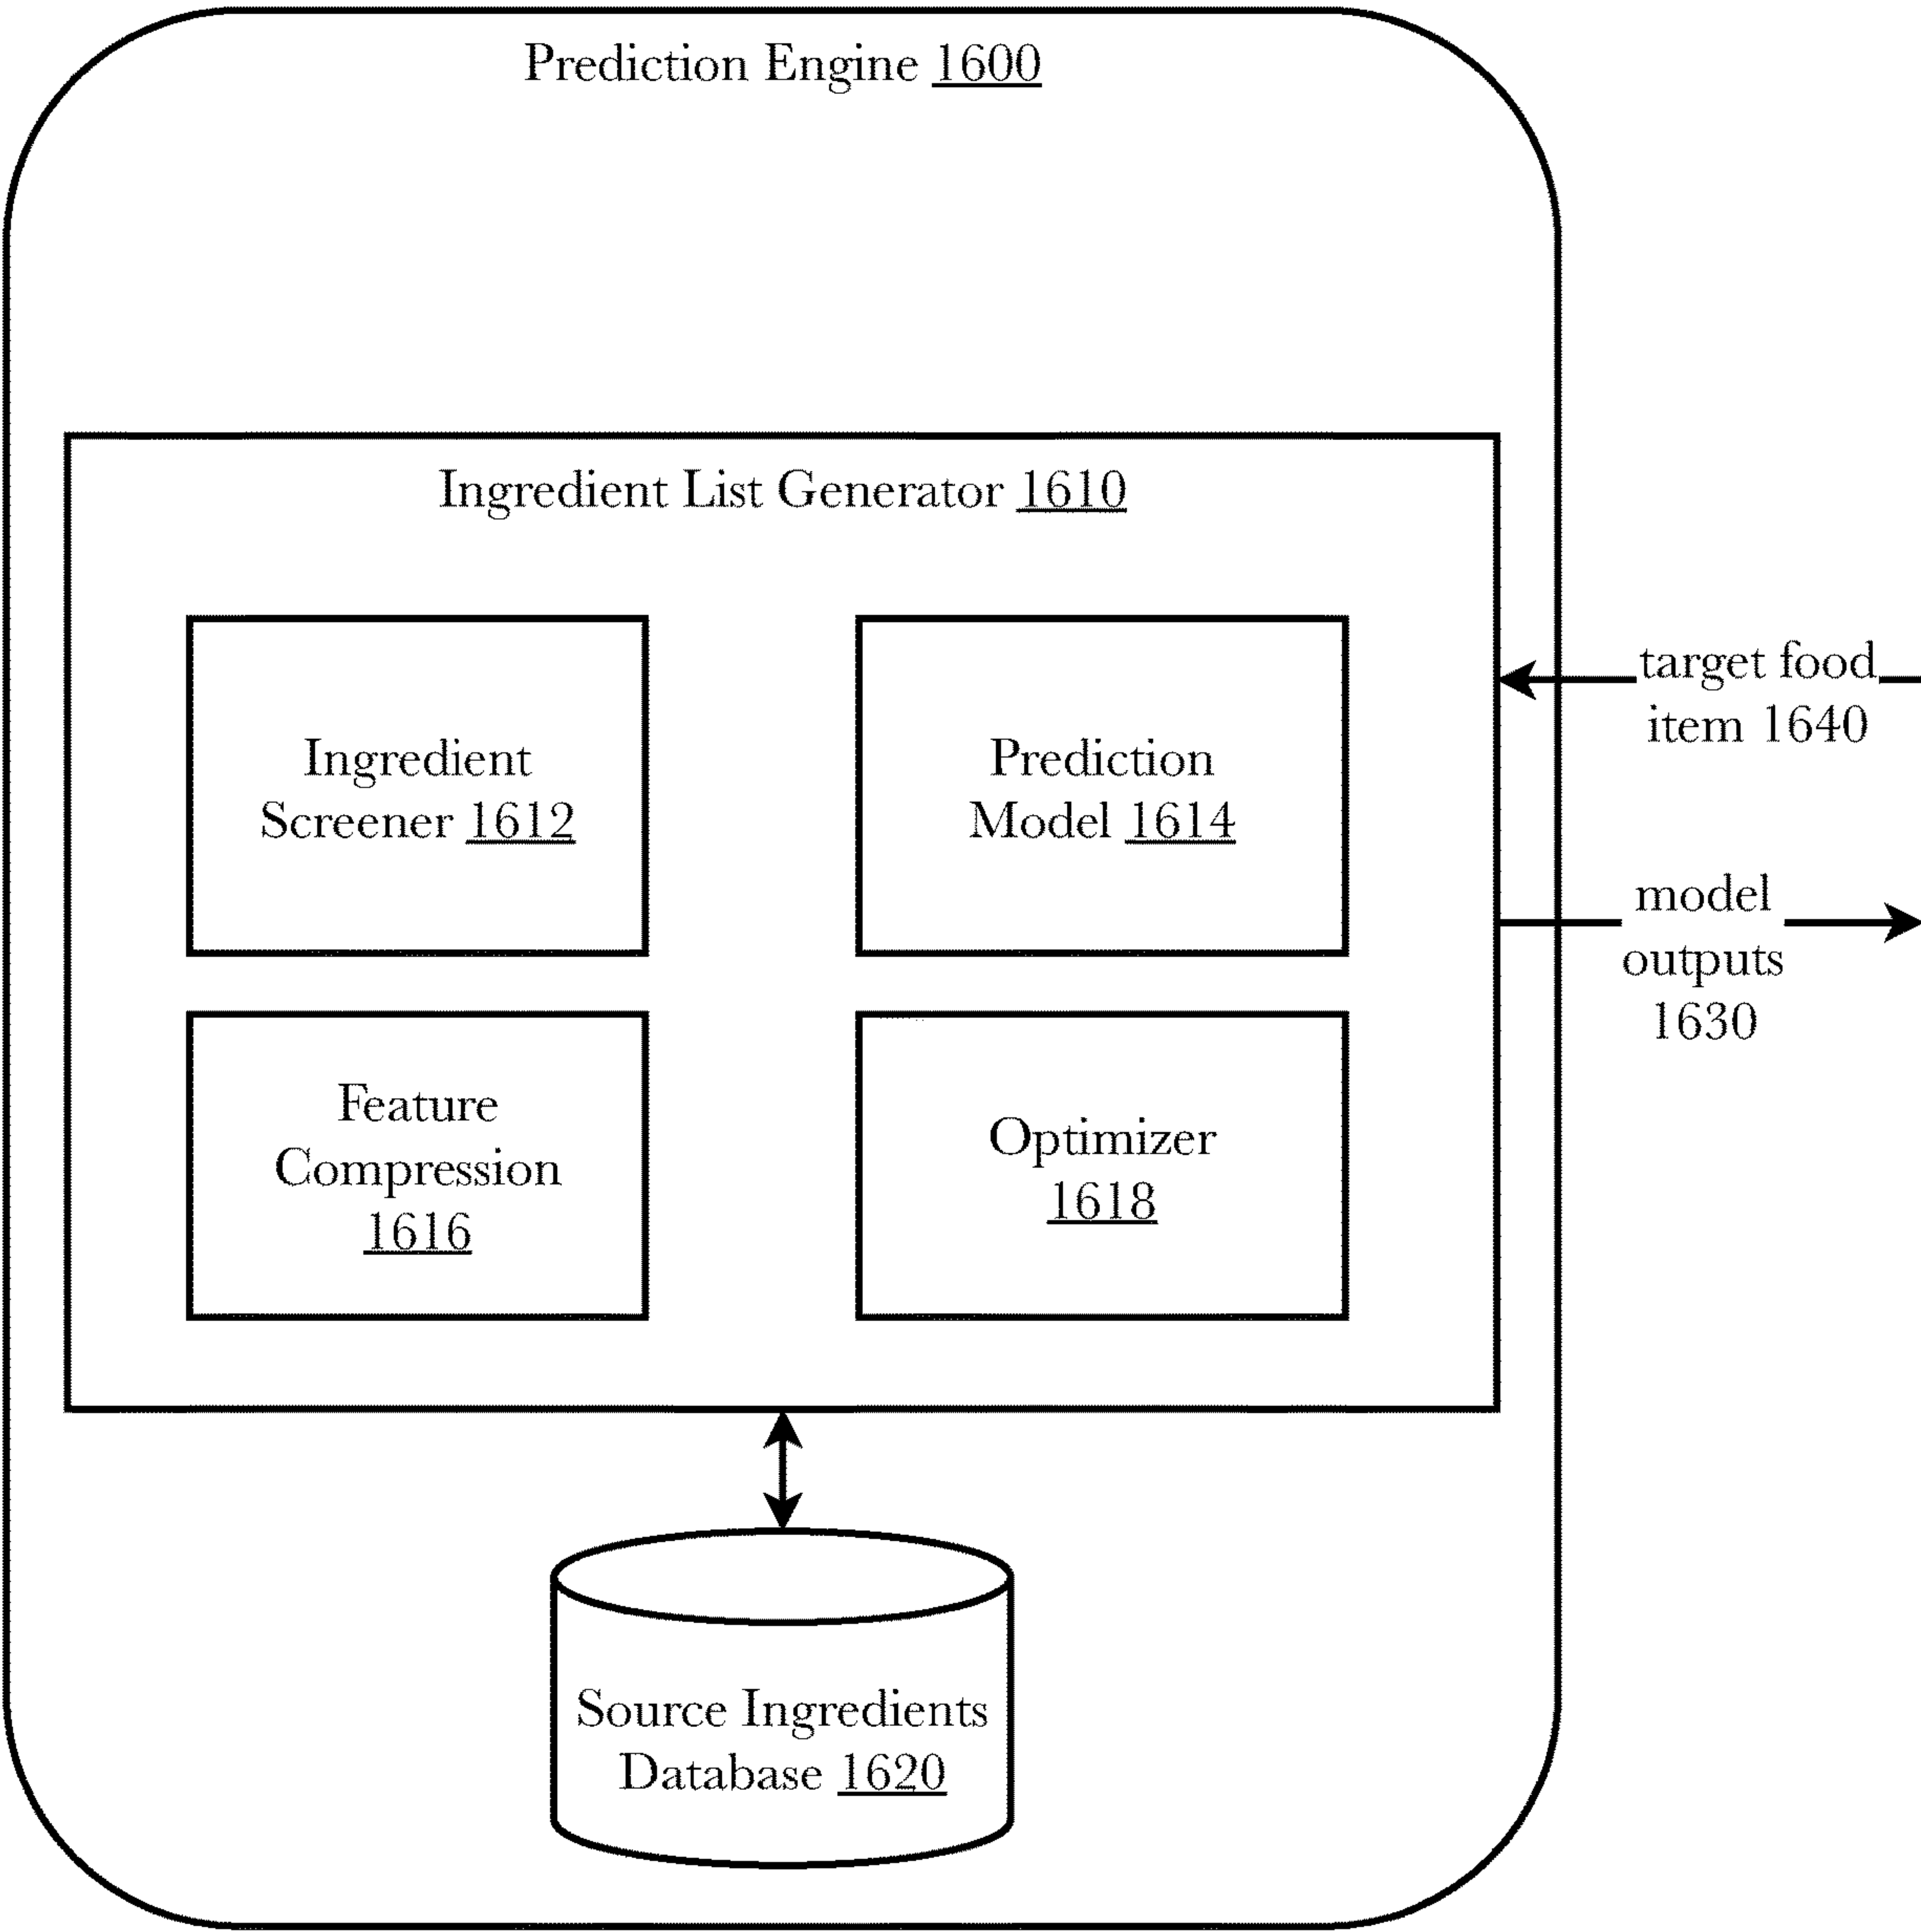 Prediction Engine 1600
Ingredient List Generator 1610
Ingredient
Screener 1612
Prediction
Model 1614
Feature
Compression
1616
Optimizer
1618
target food
item 1640
model
outputs
1630
Source Ingredients
Database 1620